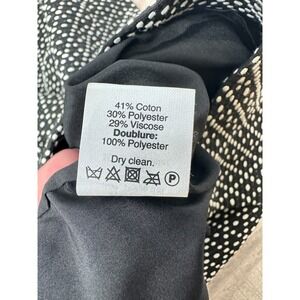 41% Coton
30% Polyester
29% Viscose
Doublure:
100% Polyester
Dry clean.
P